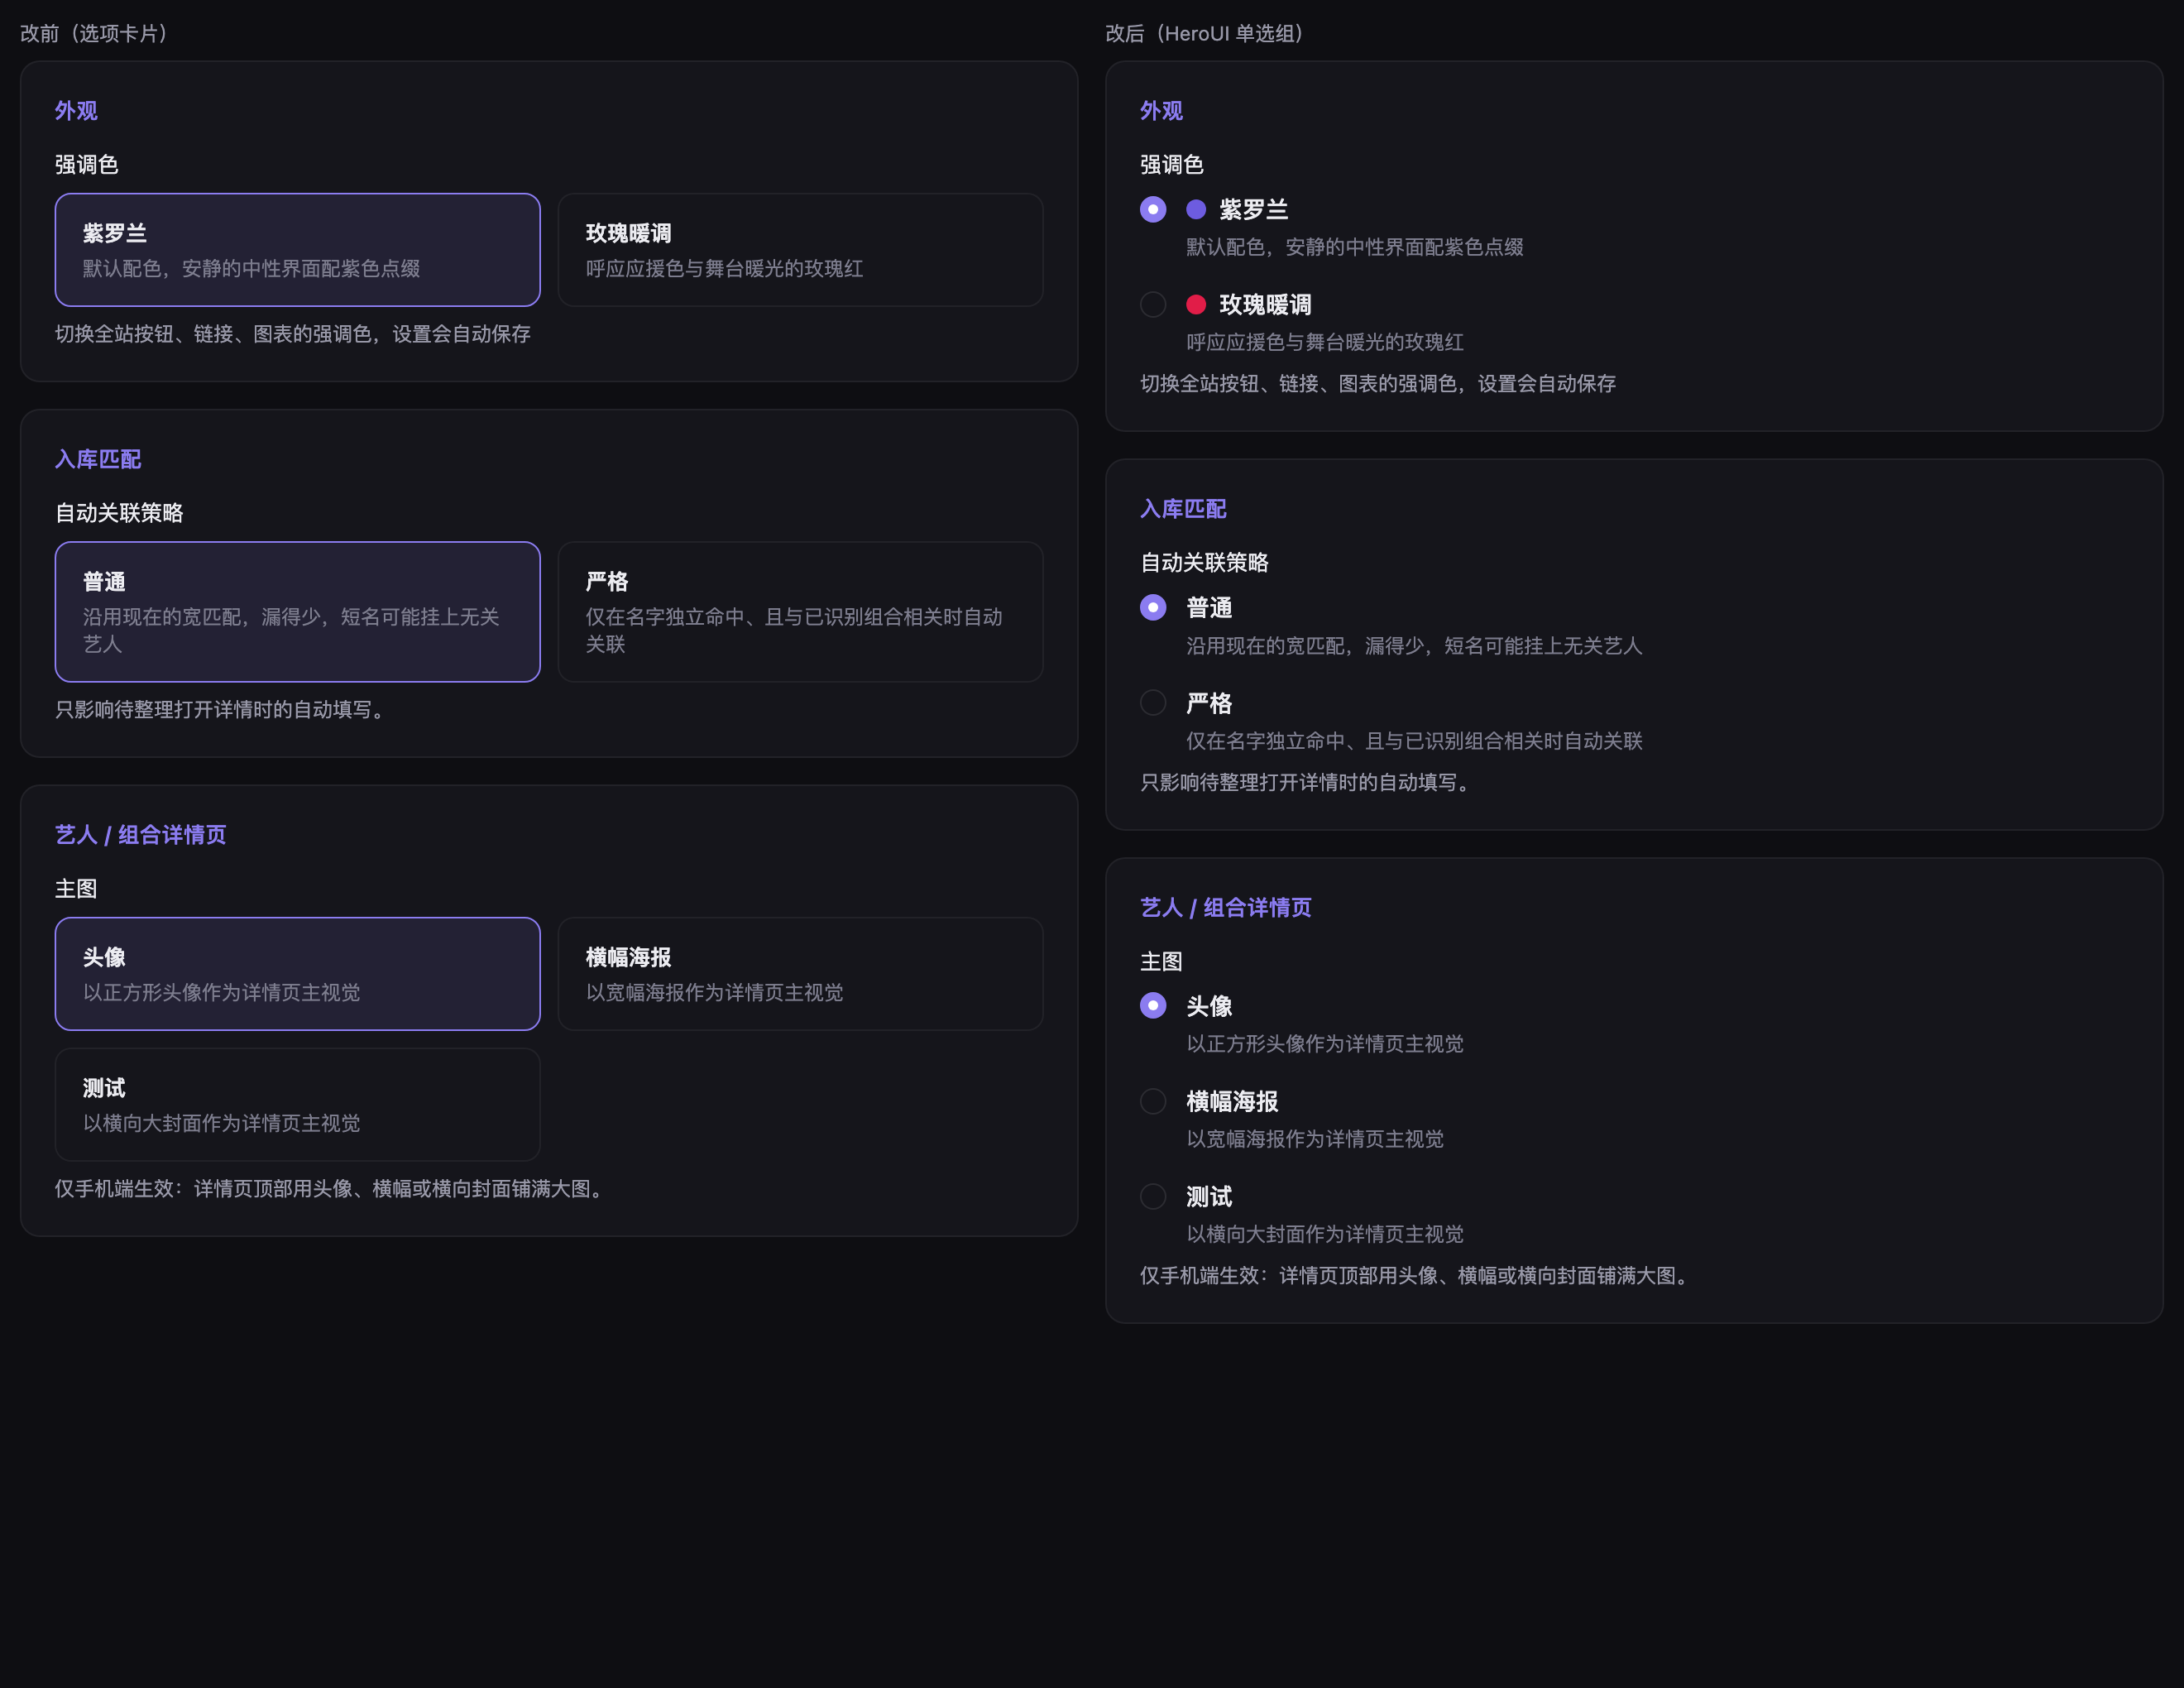 改前（选项卡片）
外观
强调色
紫罗兰
默认配色，安静的中性界面配紫色点缀
玫瑰暖调
呼应应援色与舞台暖光的玫瑰红
切换全站按钮、链接、图表的强调色，设置会自动保存
入库匹配
自动关联策略
普通
沿用现在的宽匹配，漏得少，短名可能挂上无关
艺人
严格
仅在名字独立命中、且与已识别组合相关时自动
关联
只影响待整理打开详情时的自动填写。
艺人 / 组合详情页
主图
头像
以正方形头像作为详情页主视觉
横幅海报
以宽幅海报作为详情页主视觉
测试
以横向大封面作为详情页主视觉
仅手机端生效：详情页顶部用头像、横幅或横向封面铺满大图。
改后（HeroUI 单选组）
外观
强调色
紫罗兰
默认配色，安静的中性界面配紫色点缀
玫瑰暖调
呼应应援色与舞台暖光的玫瑰红
切换全站按钮、链接、图表的强调色，设置会自动保存
入库匹配
自动关联策略
普通
沿用现在的宽匹配，漏得少，短名可能挂上无关艺人
严格
仅在名字独立命中、且与已识别组合相关时自动关联
只影响待整理打开详情时的自动填写。
艺人 / 组合详情页
主图
头像
以正方形头像作为详情页主视觉
横幅海报
以宽幅海报作为详情页主视觉
测试
以横向大封面作为详情页主视觉
仅手机端生效：详情页顶部用头像、横幅或横向封面铺满大图。